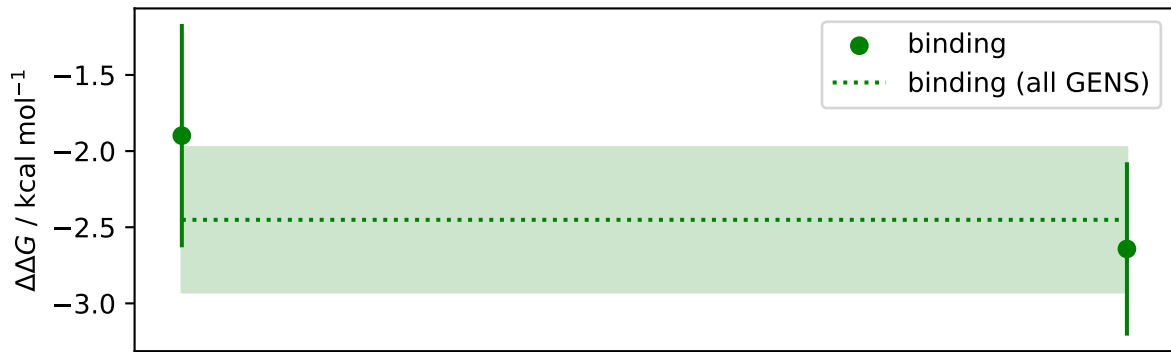 binding
binding (all GENS)
−1.5
−2.0
−2.5
−3.0
ΔΔG / kcal mol⁻¹